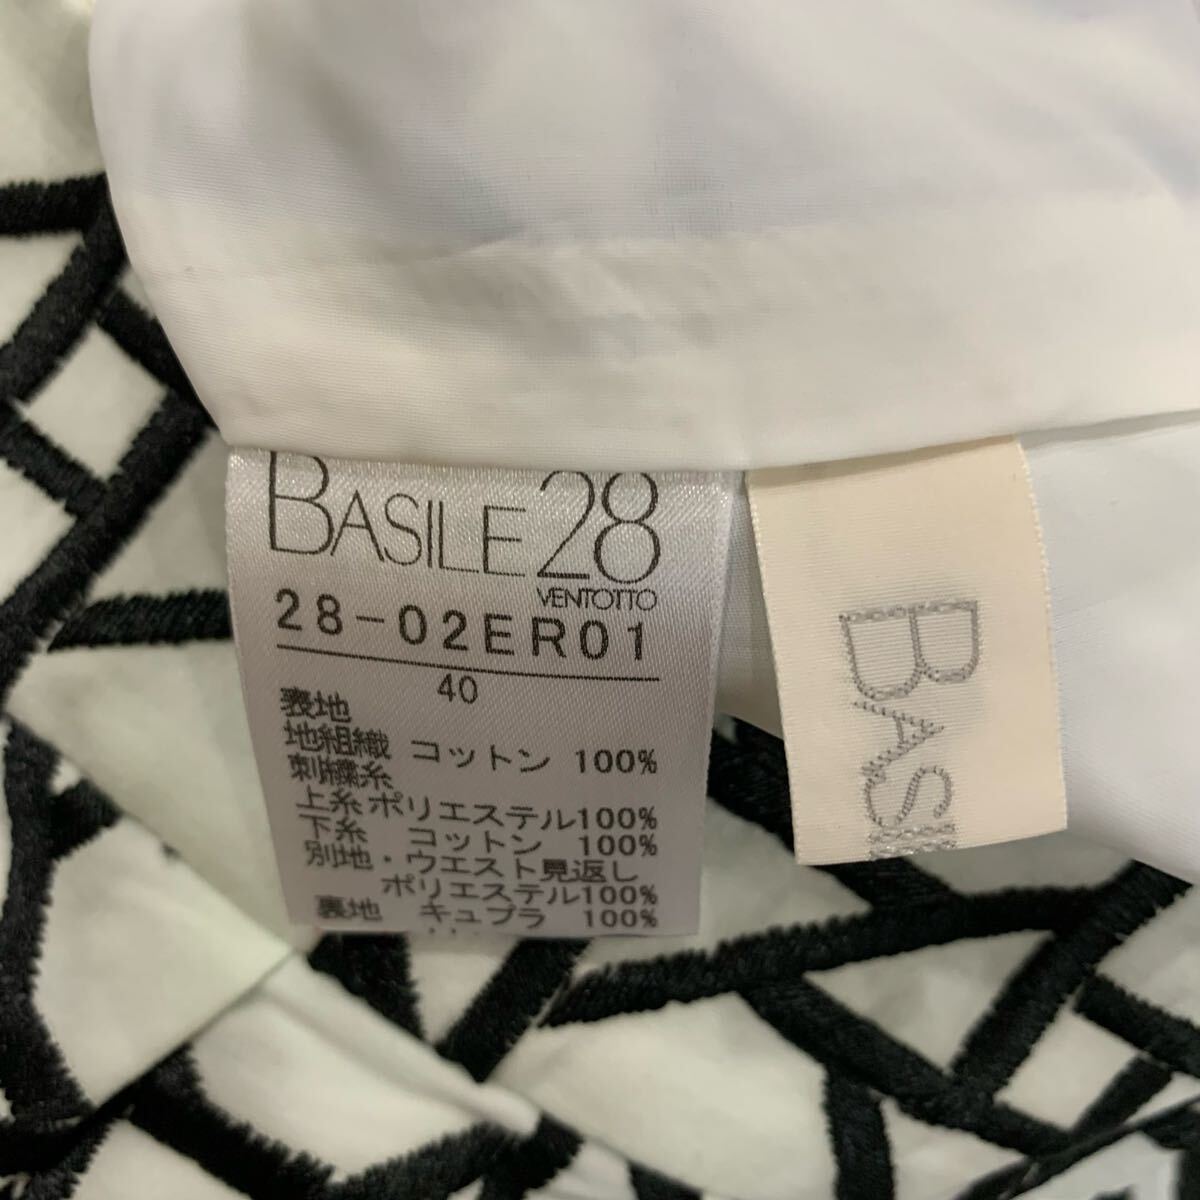 BASILE28
VENTOTTO
28-02ER01
40
表地
地組織 コットン 100%
刺繍糸
上糸 ポリエステル100%
下糸 コットン 100%
別地・ウエスト見返し
ポリエステル100%
裏地 キュプラ 100%
BASI